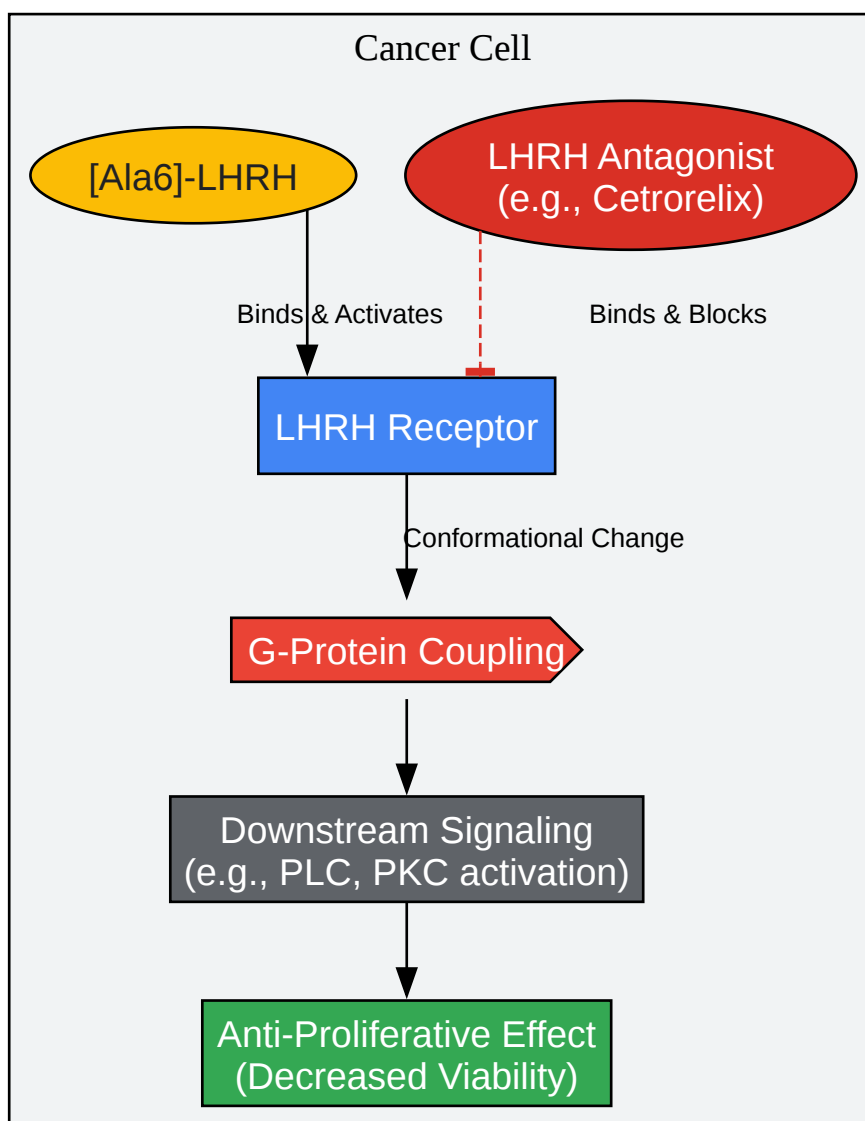 Cancer Cell
[Ala6]-LHRH
LHRH Antagonist
(e.g., Cetrorelix)
Binds & Activates
Binds & Blocks
LHRH Receptor
Conformational Change
G-Protein Coupling
Downstream Signaling
(e.g., PLC, PKC activation)
Anti-Proliferative Effect
(Decreased Viability)